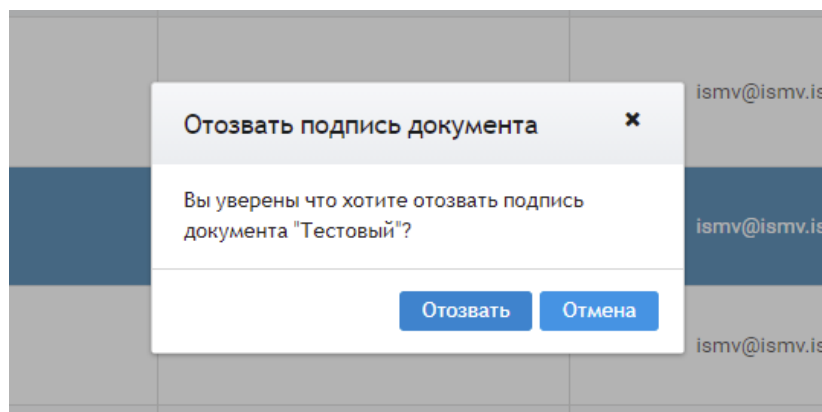 ismv@ismv.is
Отозвать подпись документа
Вы уверены что хотите отозвать подпись
документа "Тестовый"?
ismv@ismv.is
Отозвать Отмена
ismv@ismv.is